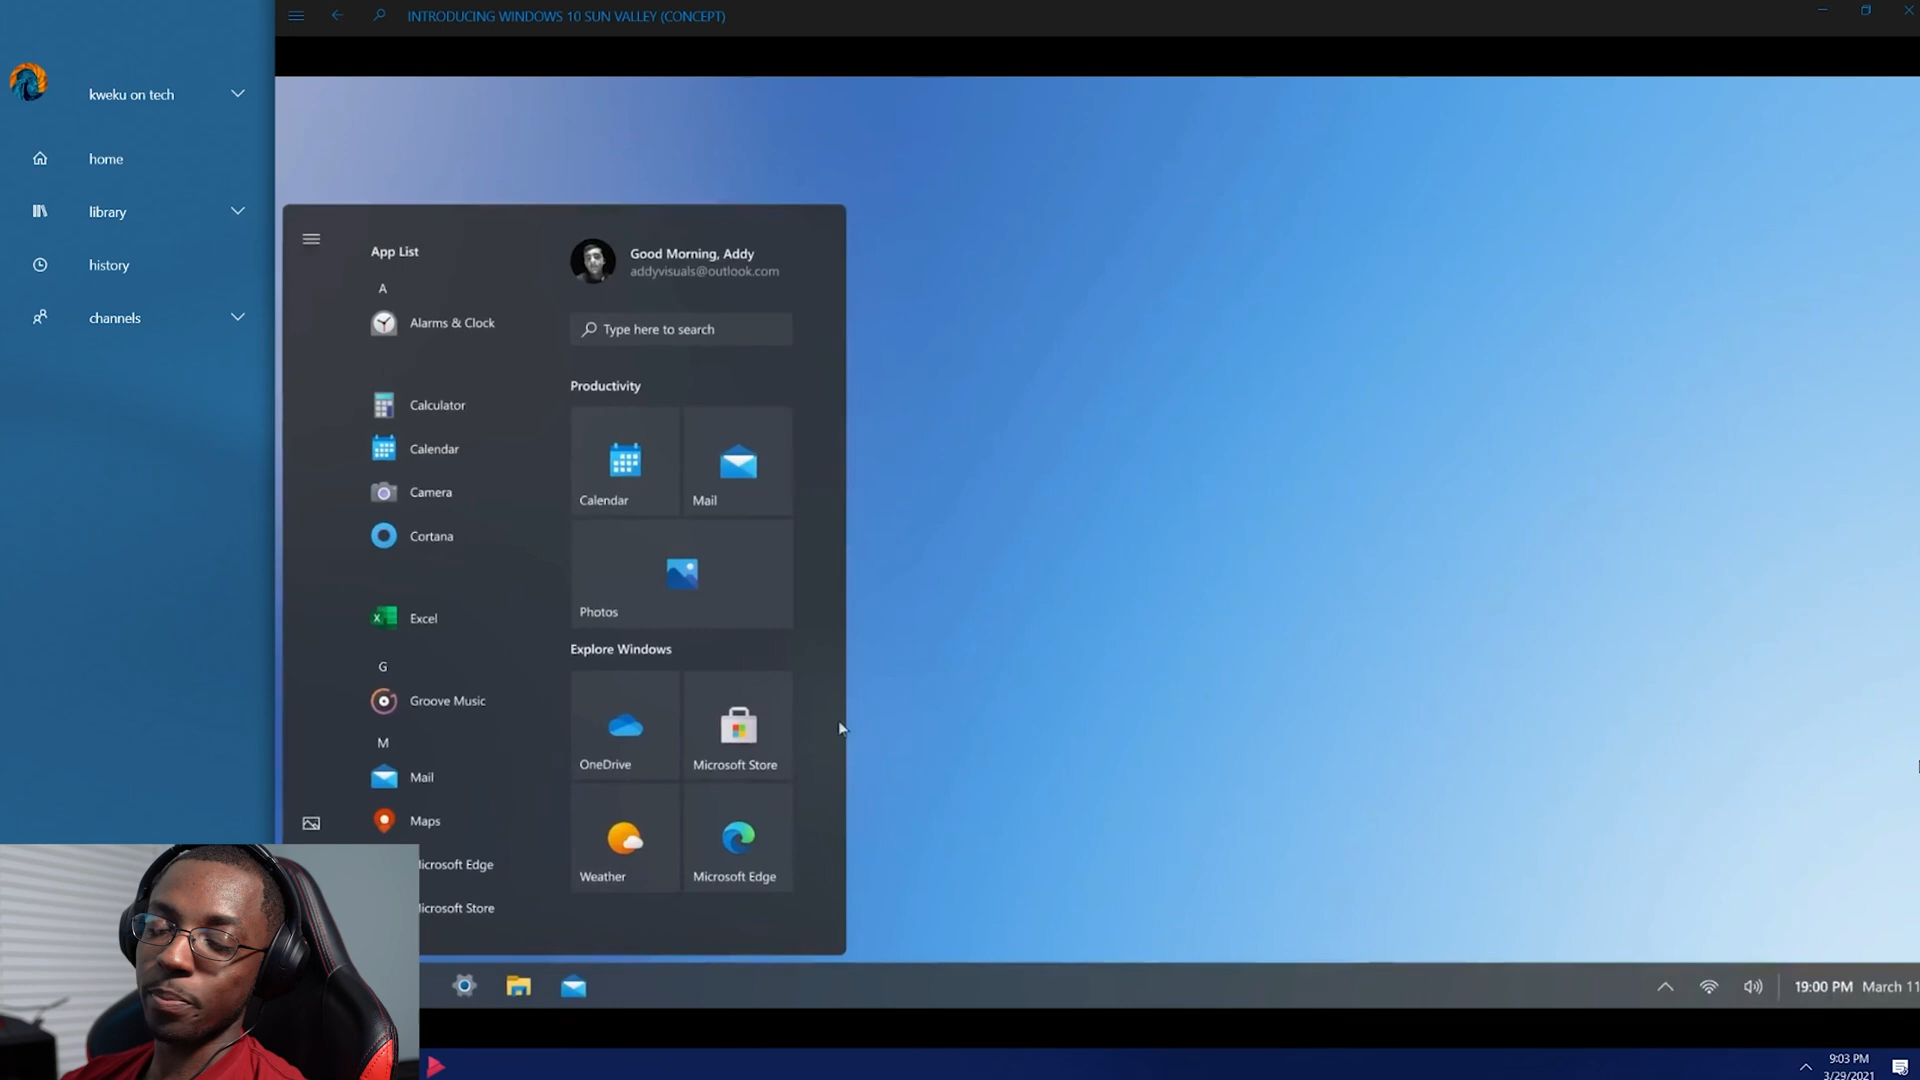 INTRODUCING WINDOWS 10 SUN VALLEY (CONCEPT)
kweku on tech
home
library
history
channels
App List
A
Alarms & Clock
Calculator
Calendar
Camera
Cortana
Excel
G
Groove Music
M
Mail
Maps
Microsoft Edge
Microsoft Store
Good Morning, Addy
addyvisuals@outlook.com
Type here to search
Productivity
Calendar
Mail
Photos
Explore Windows
OneDrive
Microsoft Store
Weather
Microsoft Edge
19:00 PM March 11
9:03 PM
3/29/2021